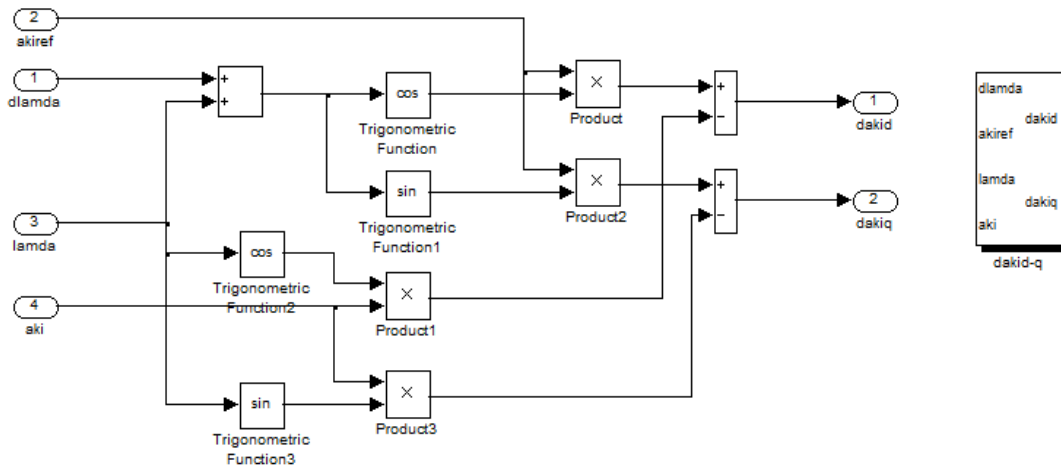 2
akiref
1
dlamda
+
+
cos
Trigonometric
Function
×
Product
+
−
1
dakid
sin
Trigonometric
Function1
×
Product2
+
−
2
dakiq
3
lamda
cos
Trigonometric
Function2
×
Product1
4
aki
sin
Trigonometric
Function3
×
Product3
dlamda
dakid
akiref
lamda
dakiq
aki
dakid-q